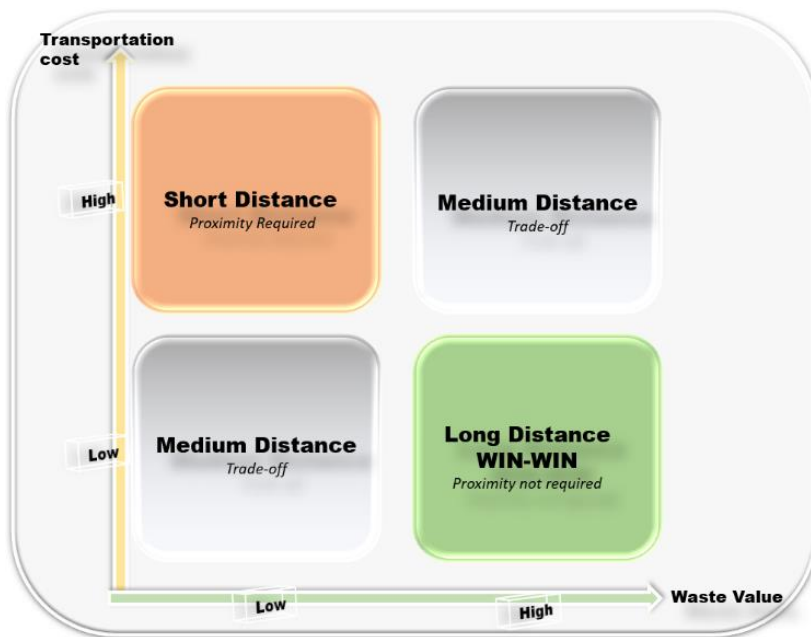 Transportation
cost
High
Short Distance
Proximity Required
Medium Distance
Trade-off
Low
Medium Distance
Trade-off
Long Distance
WIN-WIN
Proximity not required
Low
High
Waste Value